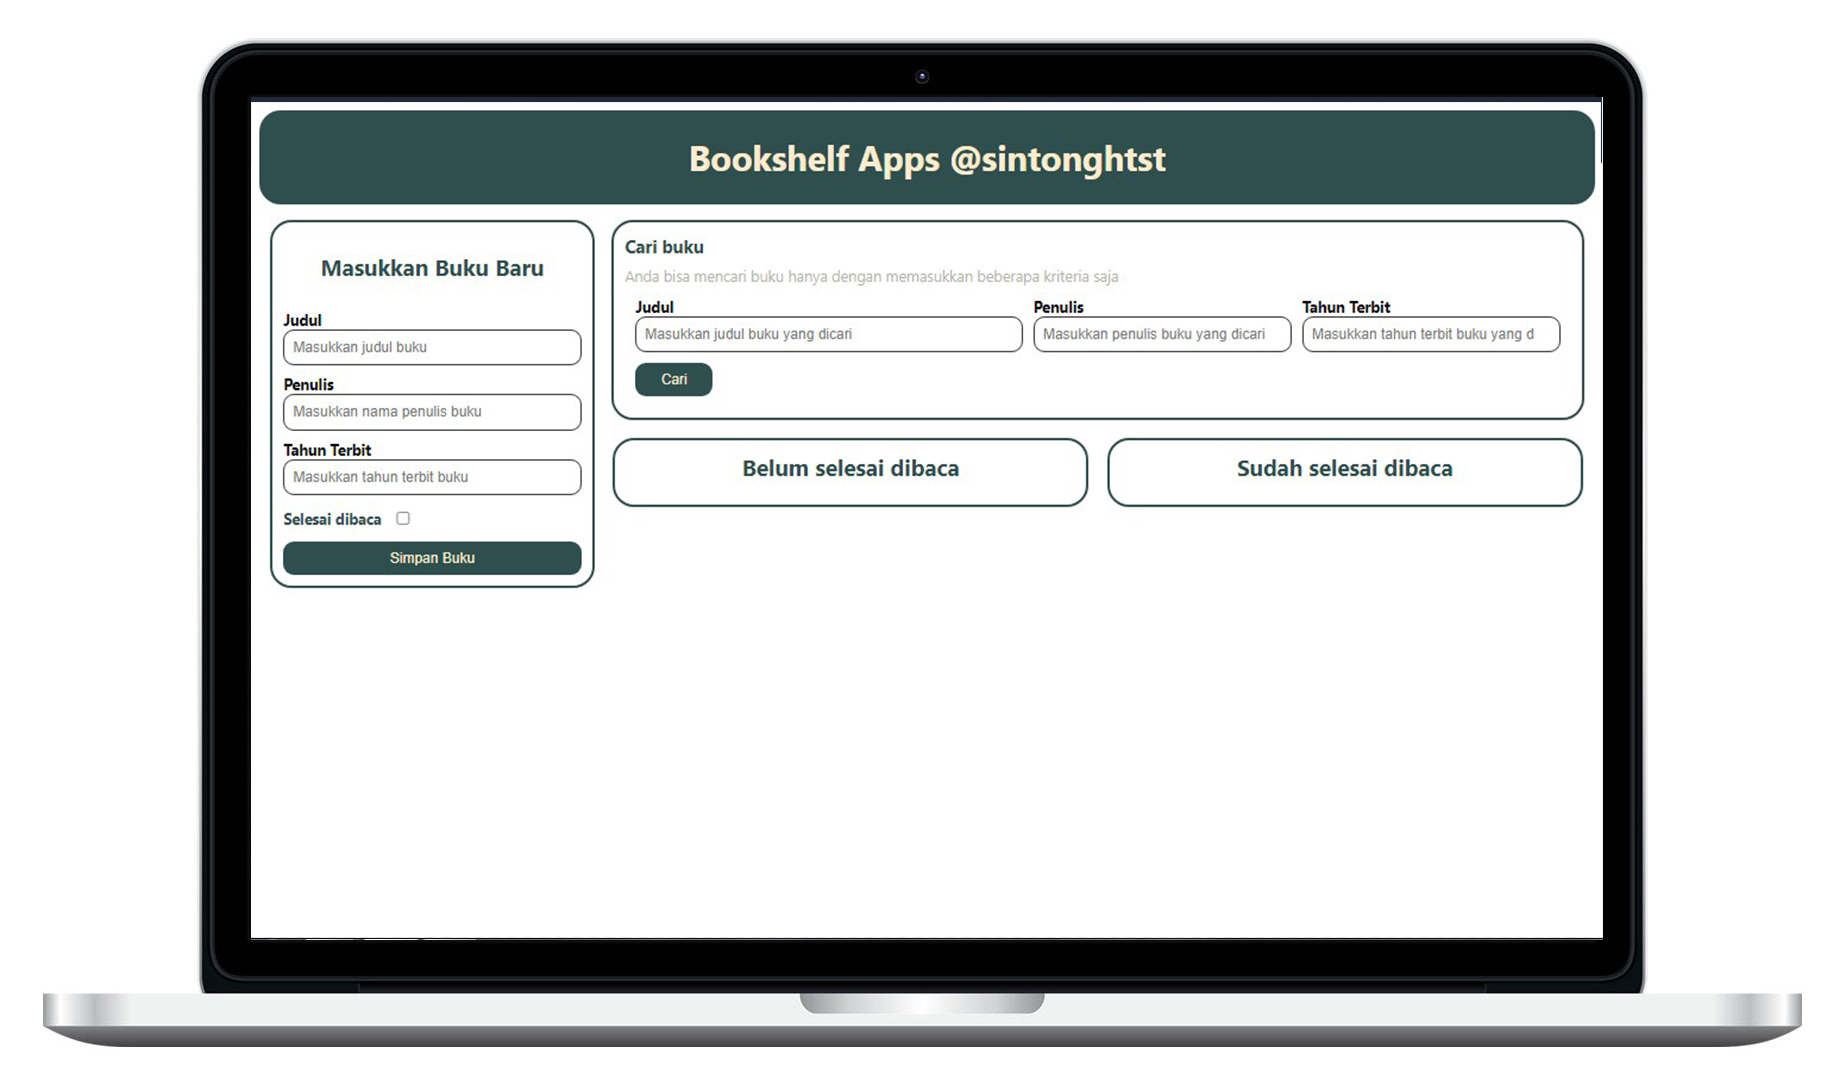 Bookshelf Apps @sintonghtst
Masukkan Buku Baru
Judul
Masukkan judul buku
Penulis
Masukkan nama penulis buku
Tahun Terbit
Masukkan tahun terbit buku
Selesai dibaca
Simpan Buku
Cari buku
Anda bisa mencari buku hanya dengan memasukkan beberapa kriteria saja
Judul
Masukkan judul buku yang dicari
Penulis
Masukkan penulis buku yang dicari
Tahun Terbit
Masukkan tahun terbit buku yang d
Cari
Belum selesai dibaca
Sudah selesai dibaca